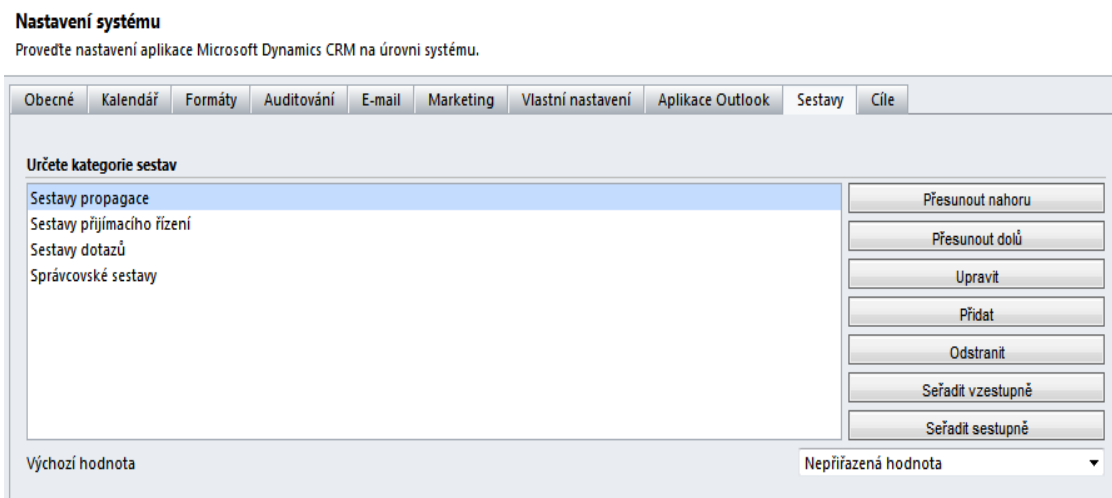 Nastavení systému
Proveďte nastavení aplikace Microsoft Dynamics CRM na úrovni systému.
Obecné Kalendář Formáty Auditování E-mail Marketing Vlastní nastavení Aplikace Outlook Sestavy Cíle
Určete kategorie sestav
Sestavy propagace
Sestavy přijímacího řízení
Sestavy dotazů
Správcovské sestavy
Přesunout nahoru
Přesunout dolů
Upravit
Přidat
Odstranit
Seřadit vzestupně
Seřadit sestupně
Výchozí hodnota Nepřiřazená hodnota